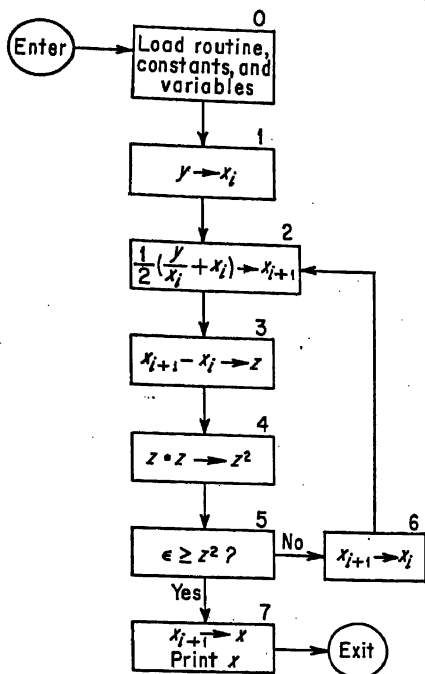 0
Enter
Load routine,
constants, and
variables
1
y → x_i
2
1/2 (y/x_i + x_i) → x_{i+1}
3
x_{i+1} − x_i → z
4
z • z → z²
5
ϵ ≥ z² ?
No
6
x_{i+1} → x_i
Yes
7
x_{i+1} → x
Print x
Exit